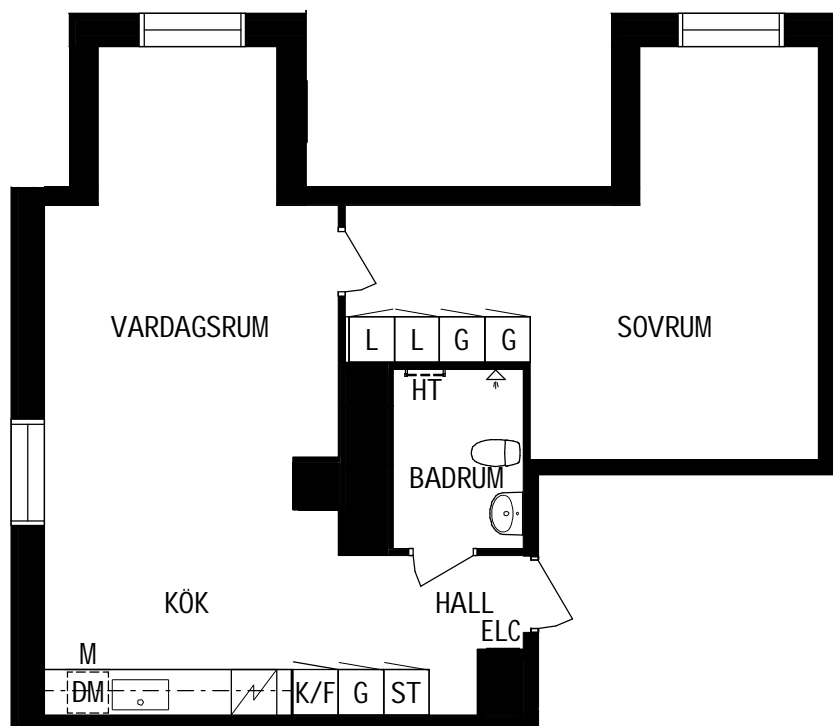 VARDAGSRUM
SOVRUM
L L G G
HT
BADRUM
KÖK
HALL
ELC
M
DM
K/F G ST